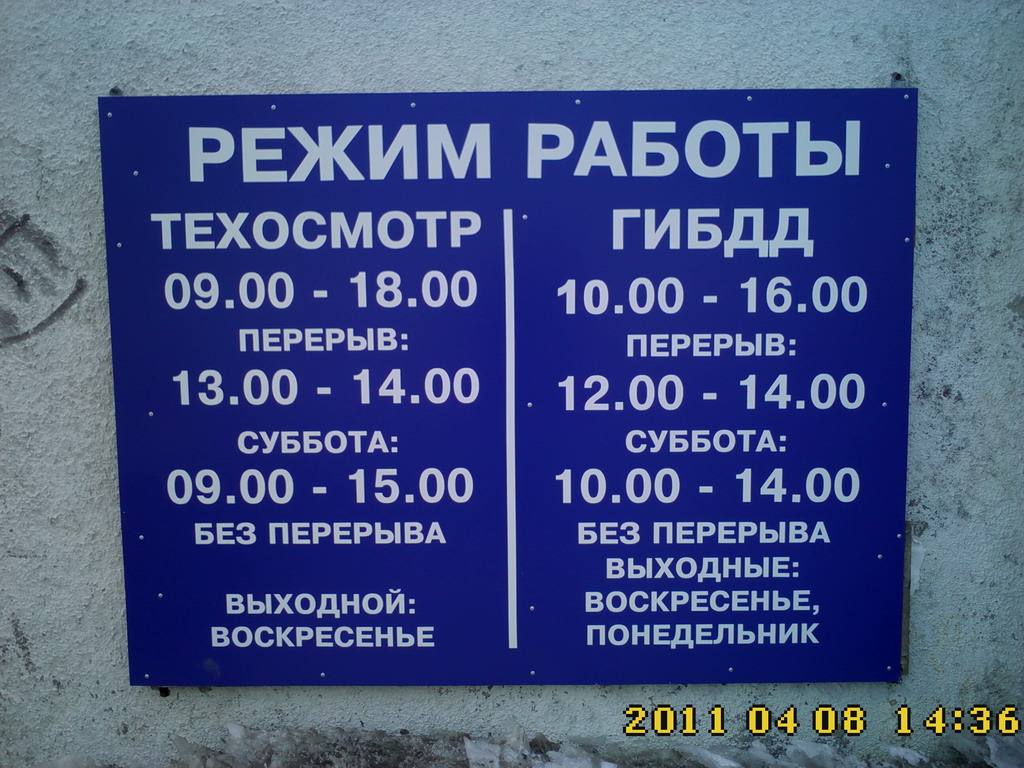 РЕЖИМ РАБОТЫ
ТЕХОСМОТР
09.00 - 18.00
ПЕРЕРЫВ:
13.00 - 14.00
СУББОТА:
09.00 - 15.00
БЕЗ ПЕРЕРЫВА
ВЫХОДНОЙ:
ВОСКРЕСЕНЬЕ
ГИБДД
10.00 - 16.00
ПЕРЕРЫВ:
12.00 - 14.00
СУББОТА:
10.00 - 14.00
БЕЗ ПЕРЕРЫВА
ВЫХОДНЫЕ:
ВОСКРЕСЕНЬЕ,
ПОНЕДЕЛЬНИК
2011 04 08 14:36